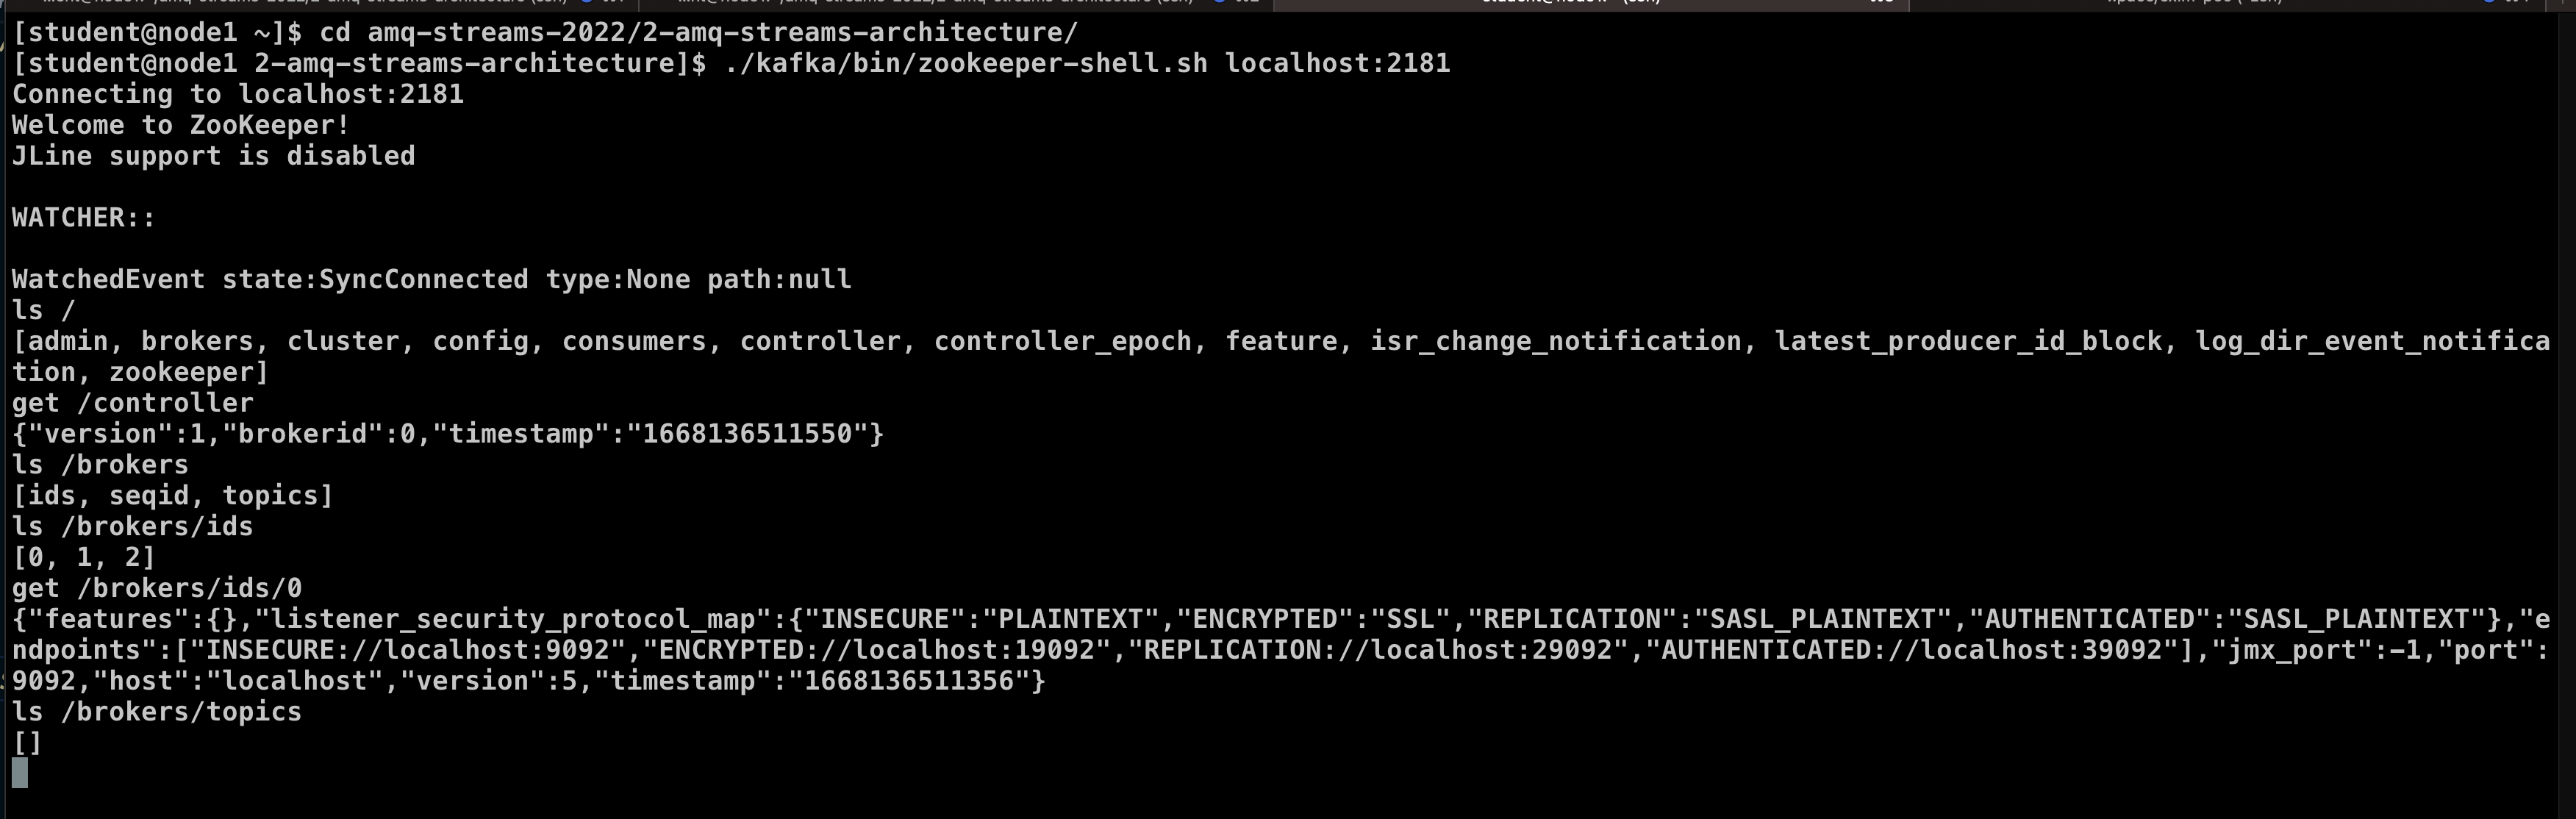 [student@node1 ~]$ cd amq-streams-2022/2-amq-streams-architecture/
[student@node1 2-amq-streams-architecture]$ ./kafka/bin/zookeeper-shell.sh localhost:2181
Connecting to localhost:2181
Welcome to ZooKeeper!
JLine support is disabled
WATCHER::
WatchedEvent state:SyncConnected type:None path:null
ls /
[admin, brokers, cluster, config, consumers, controller, controller_epoch, feature, isr_change_notification, latest_producer_id_block, log_dir_event_notifica
tion, zookeeper]
get /controller
{"version":1,"brokerid":0,"timestamp":"1668136511550"}
ls /brokers
[ids, seqid, topics]
ls /brokers/ids
[0, 1, 2]
get /brokers/ids/0
{"features":{},"listener_security_protocol_map":{"INSECURE":"PLAINTEXT","ENCRYPTED":"SSL","REPLICATION":"SASL_PLAINTEXT","AUTHENTICATED":"SASL_PLAINTEXT"},"e
ndpoints":["INSECURE://localhost:9092","ENCRYPTED://localhost:19092","REPLICATION://localhost:29092","AUTHENTICATED://localhost:39092"],"jmx_port":-1,"port":
9092,"host":"localhost","version":5,"timestamp":"1668136511356"}
ls /brokers/topics
[]